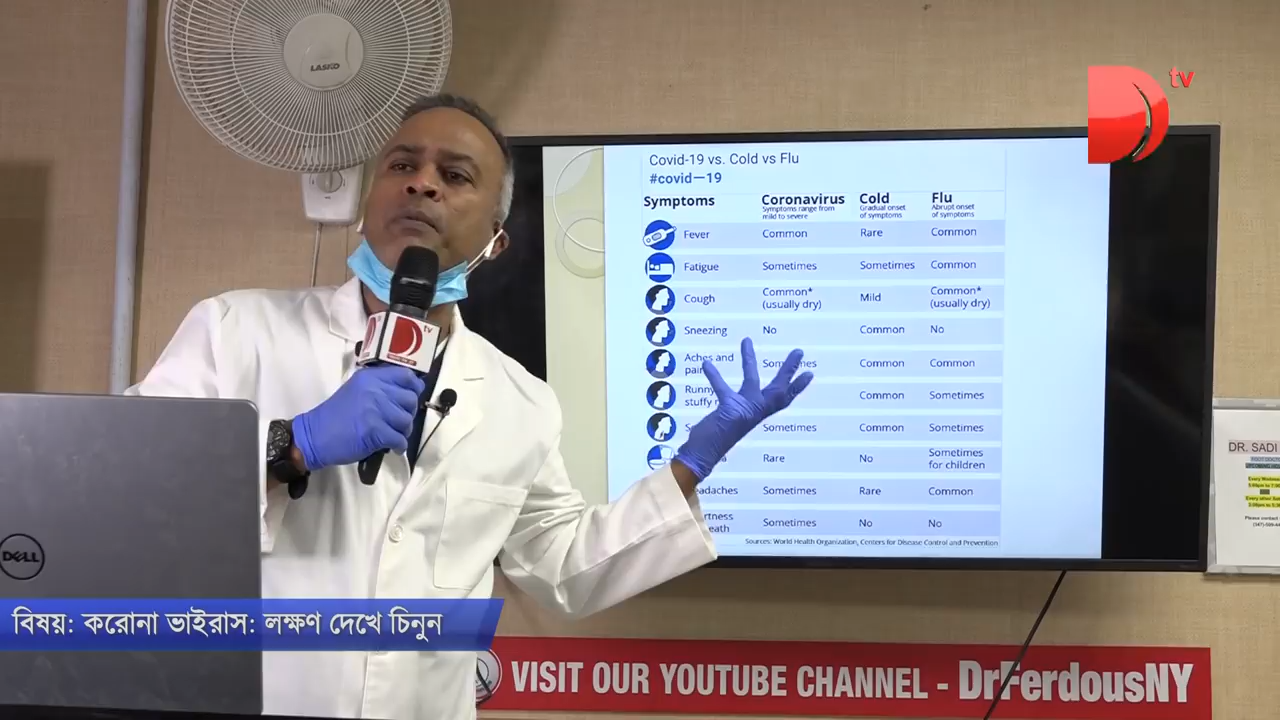 LASKO
tv
Covid-19 vs. Cold vs Flu
#covid—19
Symptoms Coronavirus Cold Flu
Symptoms range from mild to severe Gradual onset of symptoms Abrupt onset of symptoms
Fever Common Rare Common
Fatigue Sometimes Sometimes Common
Cough Common* (usually dry) Mild Common* (usually dry)
Sneezing No Common No
Aches and Common Common
Common Sometimes
Sometimes Common Sometimes
Rare No Sometimes for children
Sometimes Rare Common
Sometimes No No
Sources: World Health Organization, Centers for Disease Control and Prevention
tv
DR. SADI
DELL
বিষয়: করোনা ভাইরাস: লক্ষণ দেখে চিনুন
VISIT OUR YOUTUBE CHANNEL - DrFerdousNY